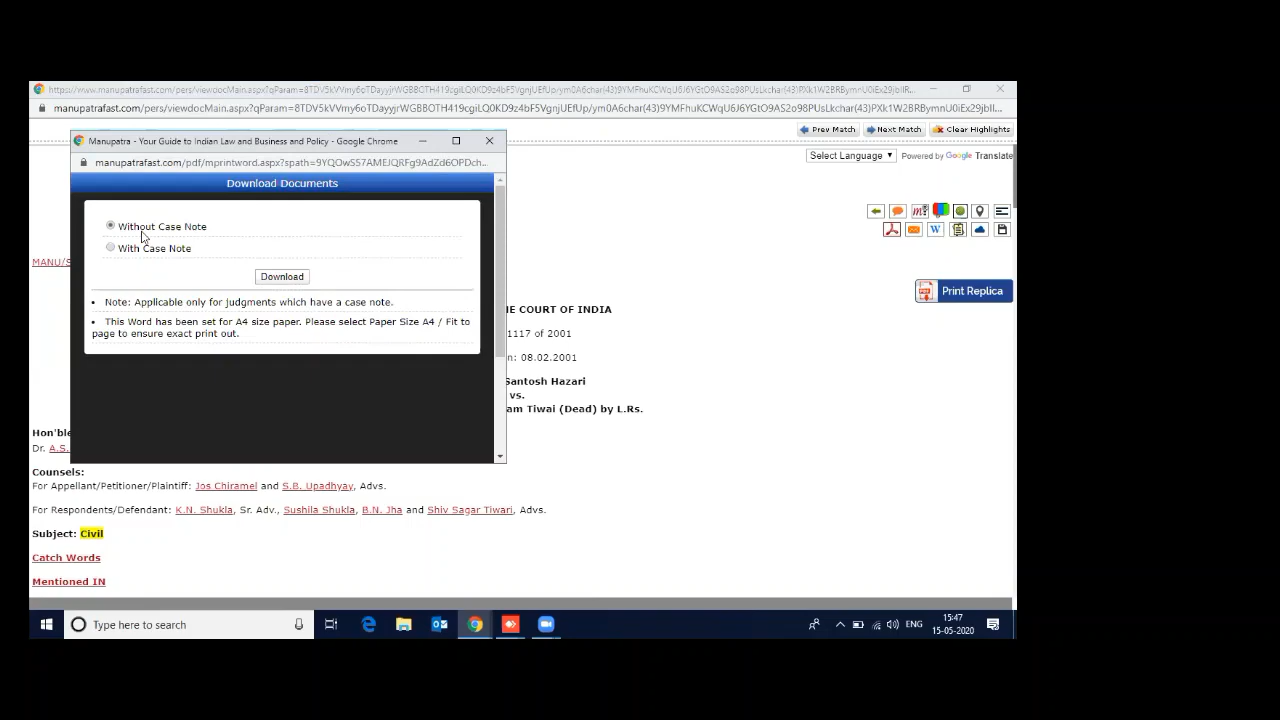 https://www.manupatrafast.com/pers/viewdocMain.aspx?
manupatrafast.com/pers/viewdocMain.aspx?
Prev Match Next Match Clear Highlights
Select Language ▼ Powered by Google Translate
Manupatra - Your Guide to Indian Law and Business and Policy - Google Chrome
manupatrafast.com/pdf/mprintword.aspx?
Download Documents
Without Case Note
With Case Note
Download
• Note: Applicable only for judgments which have a case note.
• This Word has been set for A4 size paper. Please select Paper Size A4 / Fit to
page to ensure exact print out.
Print Replica
MANU/S
E COURT OF INDIA
1117 of 2001
n: 08.02.2001
Santosh Hazari
vs.
am Tiwai (Dead) by L.Rs.
Hon'ble
Dr. A.S.
Counsels:
For Appellant/Petitioner/Plaintiff: Jos Chiramel and S.B. Upadhyay, Advs.
For Respondents/Defendant: K.N. Shukla, Sr. Adv., Sushila Shukla, B.N. Jha and Shiv Sagar Tiwari, Advs.
Subject: Civil
Catch Words
Mentioned IN
Type here to search
ENG
15:47
15-05-2020